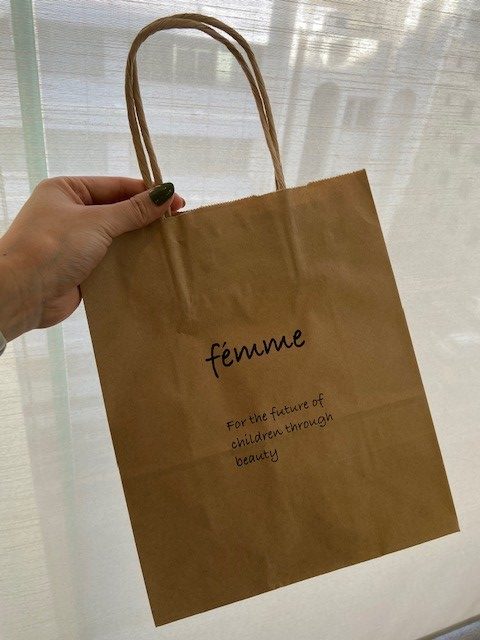 fémme
For the future of
children through
beauty